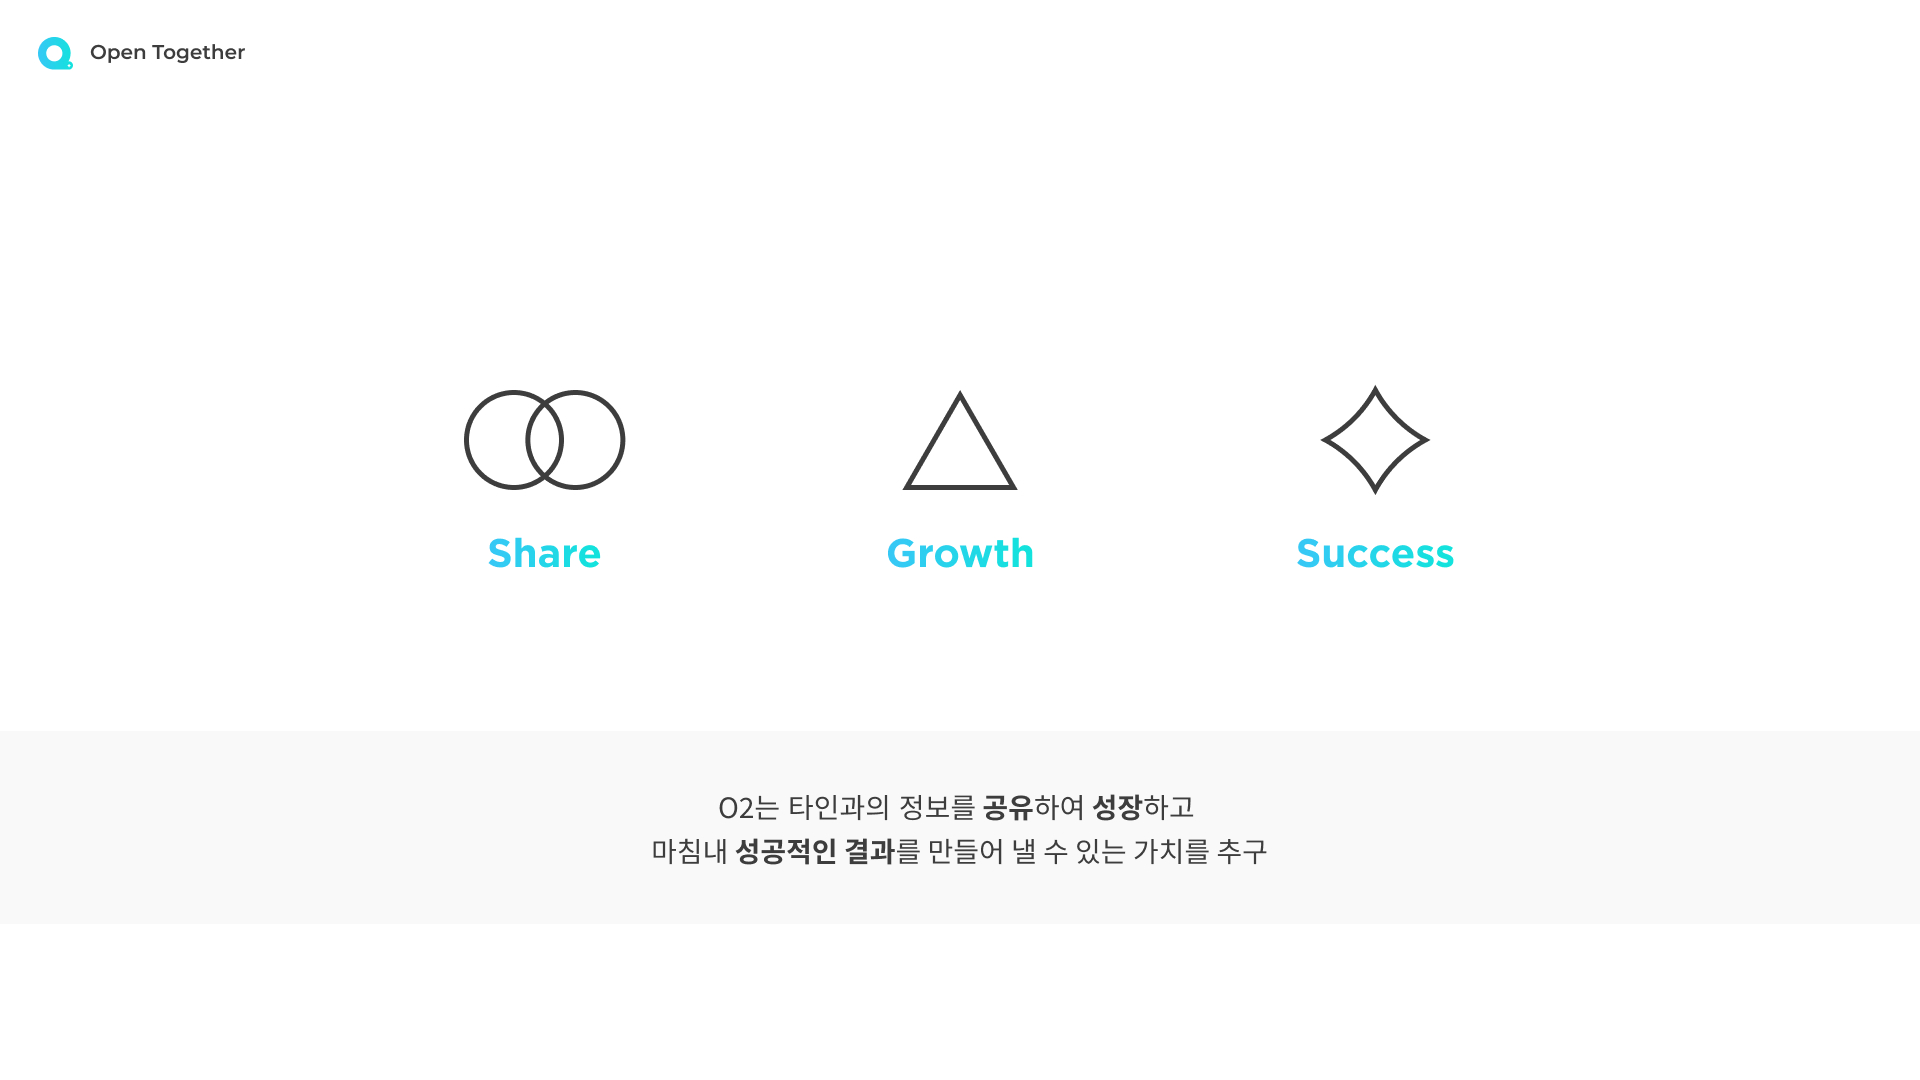 Open Together
Share
Growth
Success
O2는 타인과의 정보를 공유하여 성장하고
마침내 성공적인 결과를 만들어 낼 수 있는 가치를 추구